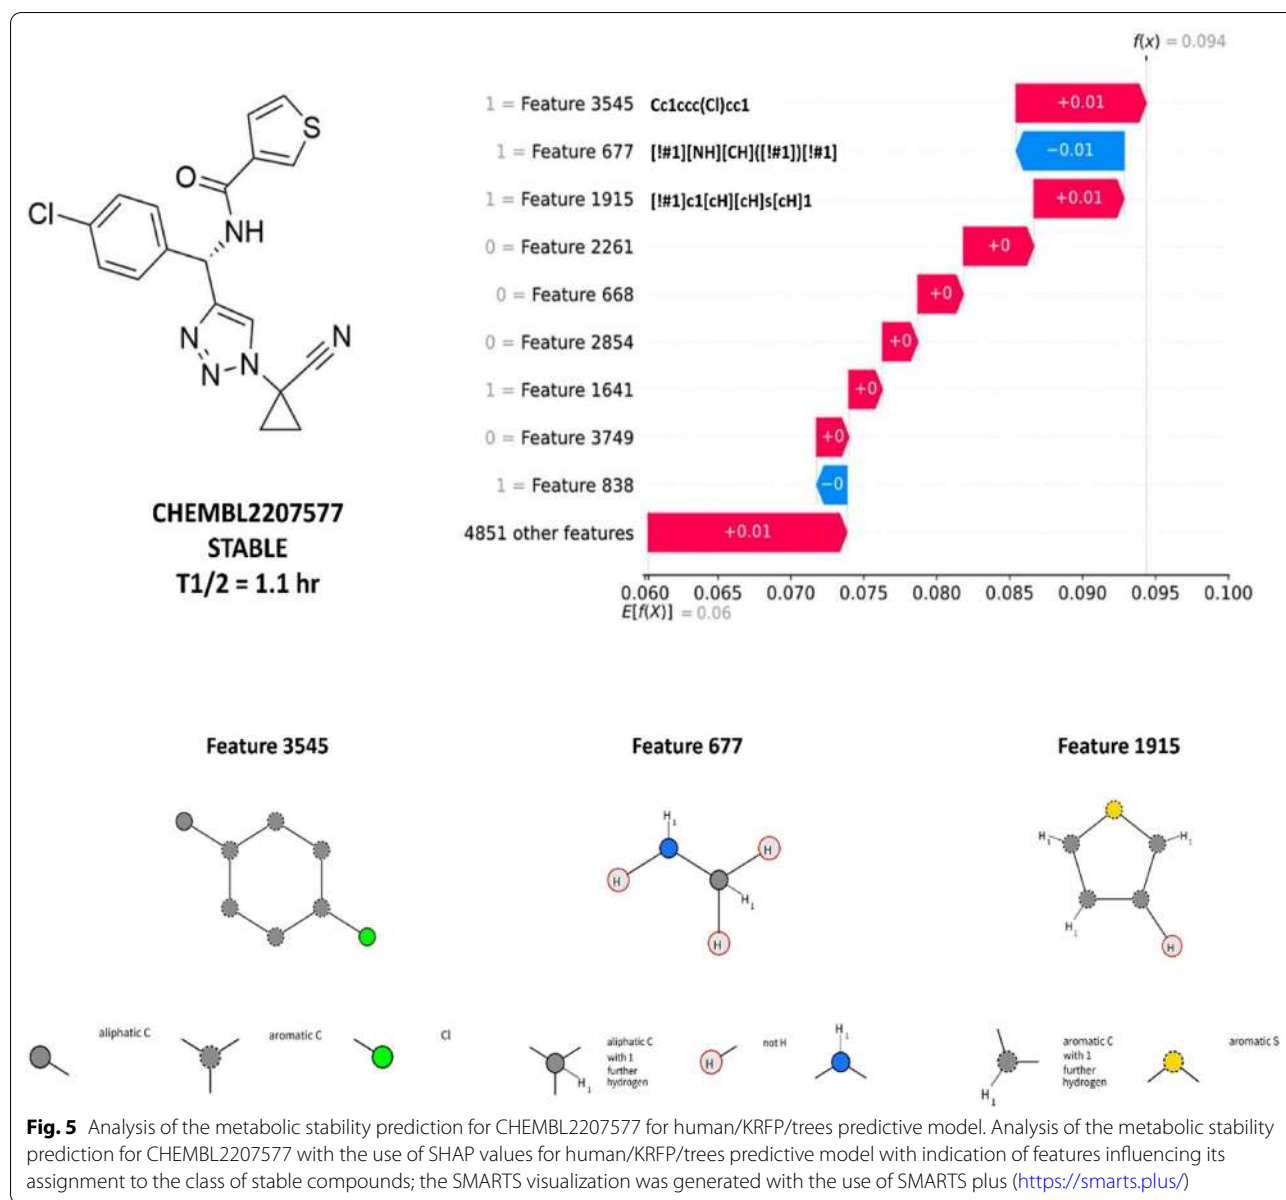 f(x) = 0.094
1 = Feature 3545 Cc1ccc(Cl)cc1 +0.01
1 = Feature 677 [!#1][NH][CH]([!#1])[!#1] −0.01
1 = Feature 1915 [!#1]c1[cH][cH]s[cH]1 +0.01
0 = Feature 2261 +0
0 = Feature 668 +0
0 = Feature 2854 +0
1 = Feature 1641 +0
0 = Feature 3749 +0
1 = Feature 838 −0
4851 other features +0.01
0.060 0.065 0.070 0.075 0.080 0.085 0.090 0.095 0.100
E[f(X)] = 0.06
S
O
NH
Cl
N
N
N
N
CHEMBL2207577
STABLE
T1/2 = 1.1 hr
Feature 3545 Feature 677 Feature 1915
H1
H
H
H1
H
H1
H1
H1
H
aliphatic C
aromatic C
Cl
aliphatic C
with 1
further
hydrogen
H1
H
not H
H1
aromatic C
with 1
further
hydrogen
H1
aromatic S
Fig. 5 Analysis of the metabolic stability prediction for CHEMBL2207577 for human/KRFP/trees predictive model. Analysis of the metabolic stability
prediction for CHEMBL2207577 with the use of SHAP values for human/KRFP/trees predictive model with indication of features influencing its
assignment to the class of stable compounds; the SMARTS visualization was generated with the use of SMARTS plus (https://smarts.plus/)